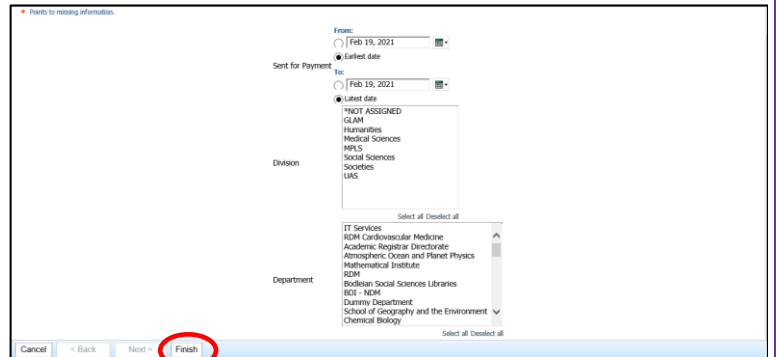 * Points to missing information.
From:
Feb 19, 2021
Earliest date
Sent for Payment
To:
Feb 19, 2021
Latest date
*NOT ASSIGNED
GLAM
Humanities
Medical Sciences
MPLS
Social Sciences
Societies
UAS
Division
Select all Deselect all
IT Services
RDM Cardiovascular Medicine
Academic Registrar Directorate
Atmospheric Ocean and Planet Physics
Mathematical Institute
RDM
Bodleian Social Sciences Libraries
BDI - NDM
Dummy Department
School of Geography and the Environment
Chemical Biology
Department
Select all Deselect all
Cancel < Back Next > Finish